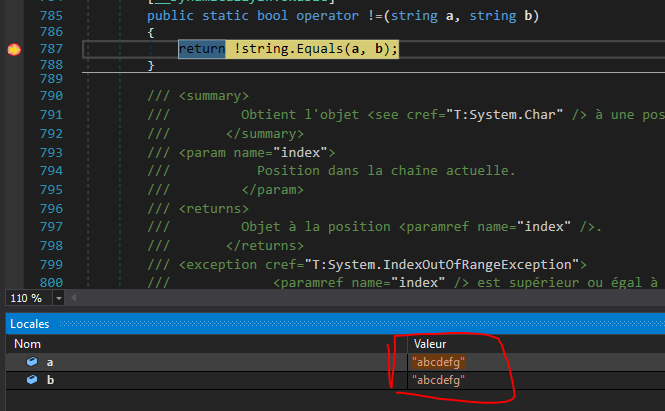 785 public static bool operator !=(string a, string b)
786 {
787 return !string.Equals(a, b);
788 }
789
790 /// <summary>
791 /// Obtient l'objet <see cref="T:System.Char" /> à une pos
792 /// </summary>
793 /// <param name="index">
794 /// Position dans la chaîne actuelle.
795 /// </param>
796 /// <returns>
797 /// Objet à la position <paramref name="index" />.
798 /// </returns>
799 /// <exception cref="T:System.IndexOutOfRangeException">
800 /// <paramref name="index" /> est supérieur ou égal à
110 %
Locales
Nom Valeur
a "abcdefg"
b "abcdefg"